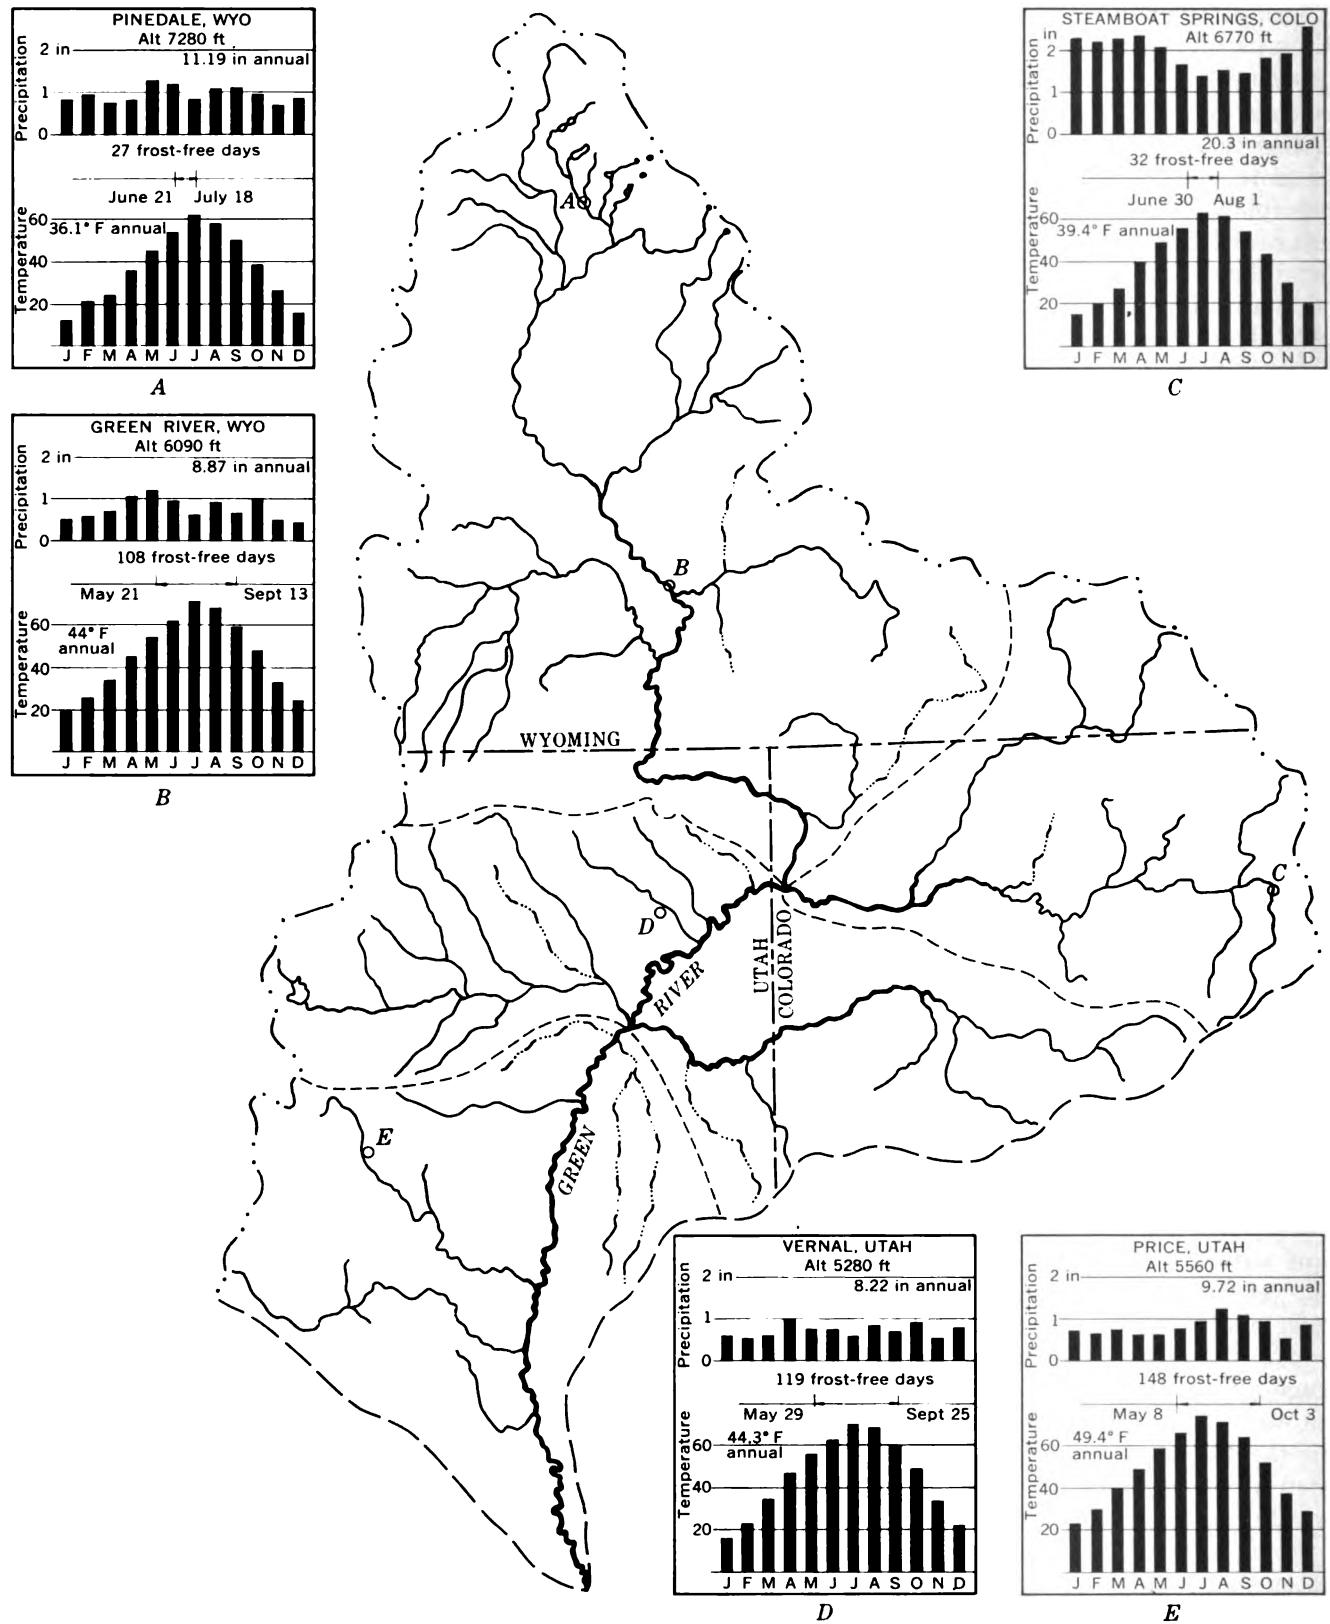 PINEDALE, WYO
Alt 7280 ft
2 in
11.19 in annual
1
0
Precipitation
27 frost-free days
June 21
July 18
60
36.1° F annual
40
20
Temperature
J F M A M J J A S O N D
A
GREEN RIVER, WYO
Alt 6090 ft
2 in
8.87 in annual
1
0
Precipitation
108 frost-free days
May 21
Sept 13
60
44° F
annual
40
20
Temperature
J F M A M J J A S O N D
B
STEAMBOAT SPRINGS, COLO
in
Alt 6770 ft
2
1
0
Precipitation
20.3 in annual
32 frost-free days
June 30
Aug 1
60
39.4° F annual
40
20
Temperature
J F M A M J J A S O N D
C
A
B
WYOMING
C
D
UTAH
COLORADO
RIVER
GREEN
E
VERNAL, UTAH
Alt 5280 ft
2 in
8.22 in annual
1
0
Precipitation
119 frost-free days
May 29
Sept 25
60
44.3° F
annual
40
20
Temperature
J F M A M J J A S O N D
D
PRICE, UTAH
Alt 5560 ft
2 in
9.72 in annual
1
0
Precipitation
148 frost-free days
May 8
Oct 3
60
49.4° F
annual
40
20
Temperature
J F M A M J J A S O N D
E